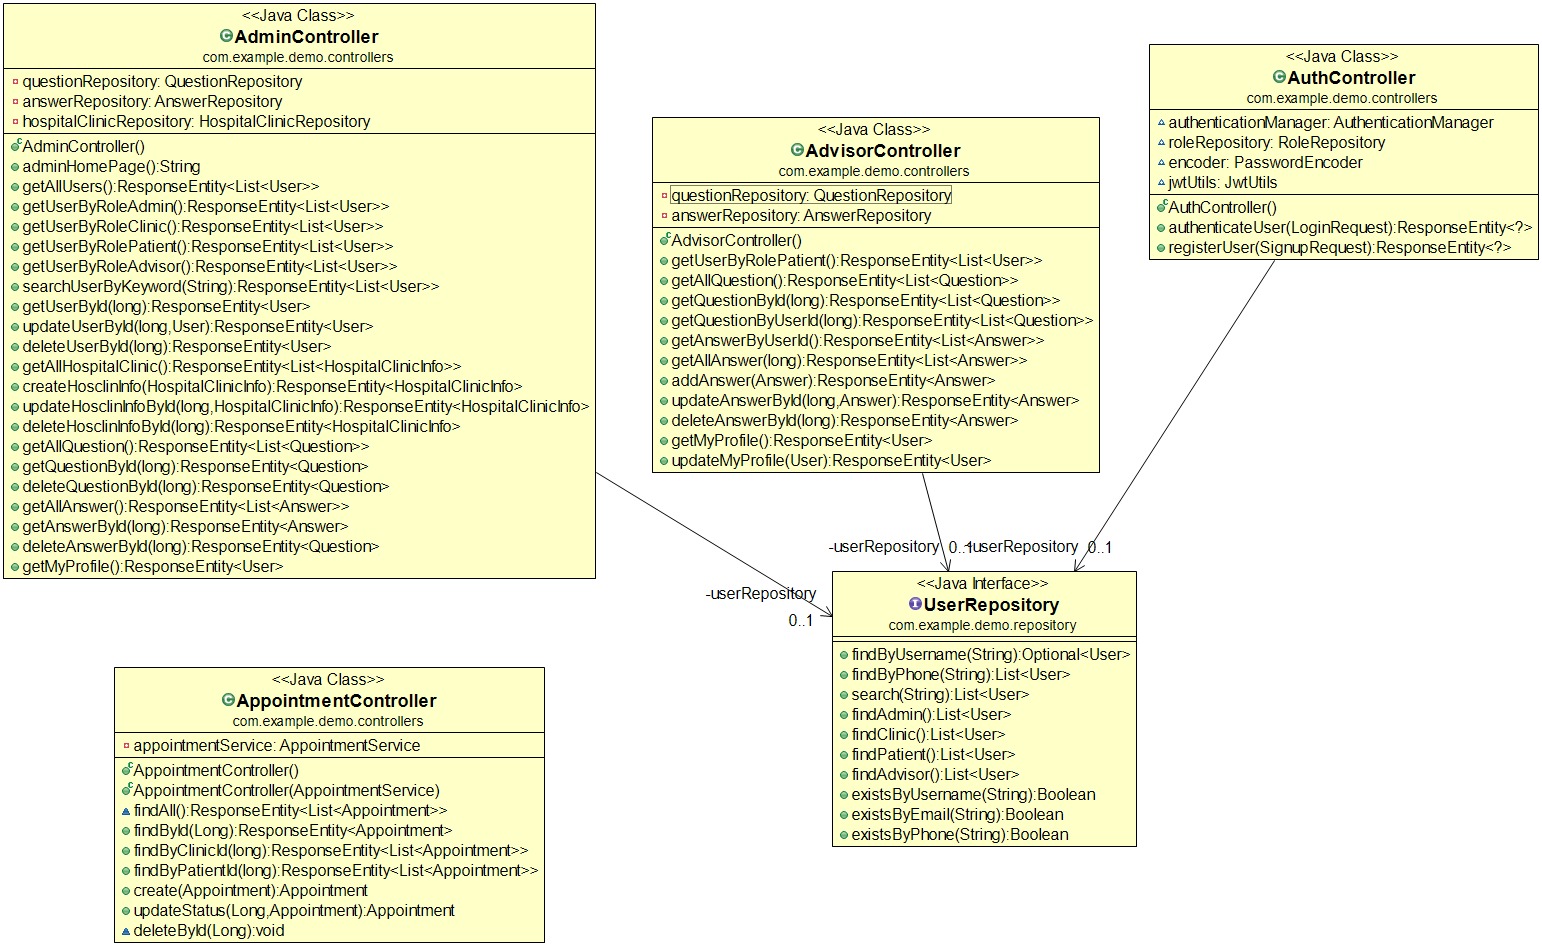 <<Java Class>>
AdminController
com.example.demo.controllers
questionRepository: QuestionRepository
answerRepository: AnswerRepository
hospitalClinicRepository: HospitalClinicRepository
AdminController()
adminHomePage():String
getAllUsers():ResponseEntity<List<User>>
getUserByRoleAdmin():ResponseEntity<List<User>>
getUserByRoleClinic():ResponseEntity<List<User>>
getUserByRolePatient():ResponseEntity<List<User>>
getUserByRoleAdvisor():ResponseEntity<List<User>>
searchUserByKeyword(String):ResponseEntity<List<User>>
getUserById(long):ResponseEntity<User>
updateUserById(long,User):ResponseEntity<User>
deleteUserById(long):ResponseEntity<User>
getAllHospitalClinic():ResponseEntity<List<HospitalClinicInfo>>
createHosclinInfo(HospitalClinicInfo):ResponseEntity<HospitalClinicInfo>
updateHosclinInfoById(long,HospitalClinicInfo):ResponseEntity<HospitalClinicInfo>
deleteHosclinInfoById(long):ResponseEntity<HospitalClinicInfo>
getAllQuestion():ResponseEntity<List<Question>>
getQuestionById(long):ResponseEntity<Question>
deleteQuestionById(long):ResponseEntity<Question>
getAllAnswer():ResponseEntity<List<Answer>>
getAnswerById(long):ResponseEntity<Answer>
deleteAnswerById(long):ResponseEntity<Question>
getMyProfile():ResponseEntity<User>
<<Java Class>>
AdvisorController
com.example.demo.controllers
questionRepository: QuestionRepository
answerRepository: AnswerRepository
AdvisorController()
getUserByRolePatient():ResponseEntity<List<User>>
getAllQuestion():ResponseEntity<List<Question>>
getQuestionById(long):ResponseEntity<List<Question>>
getQuestionByUserId(long):ResponseEntity<List<Question>>
getAnswerByUserId():ResponseEntity<List<Answer>>
getAllAnswer(long):ResponseEntity<List<Answer>>
addAnswer(Answer):ResponseEntity<Answer>
updateAnswerById(long,Answer):ResponseEntity<Answer>
deleteAnswerById(long):ResponseEntity<Answer>
getMyProfile():ResponseEntity<User>
updateMyProfile(User):ResponseEntity<User>
<<Java Class>>
AuthController
com.example.demo.controllers
authenticationManager: AuthenticationManager
roleRepository: RoleRepository
encoder: PasswordEncoder
jwtUtils: JwtUtils
AuthController()
authenticateUser(LoginRequest):ResponseEntity<?>
registerUser(SignupRequest):ResponseEntity<?>
-userRepository 0..1
-userRepository 0..1
-userRepository
0..1
<<Java Interface>>
UserRepository
com.example.demo.repository
findByUsername(String):Optional<User>
findByPhone(String):List<User>
search(String):List<User>
findAdmin():List<User>
findClinic():List<User>
findPatient():List<User>
findAdvisor():List<User>
existsByUsername(String):Boolean
existsByEmail(String):Boolean
existsByPhone(String):Boolean
<<Java Class>>
AppointmentController
com.example.demo.controllers
appointmentService: AppointmentService
AppointmentController()
AppointmentController(AppointmentService)
findAll():ResponseEntity<List<Appointment>>
findById(Long):ResponseEntity<Appointment>
findByClinicId(long):ResponseEntity<List<Appointment>>
findByPatientId(long):ResponseEntity<List<Appointment>>
create(Appointment):Appointment
updateStatus(Long,Appointment):Appointment
deleteById(Long):void